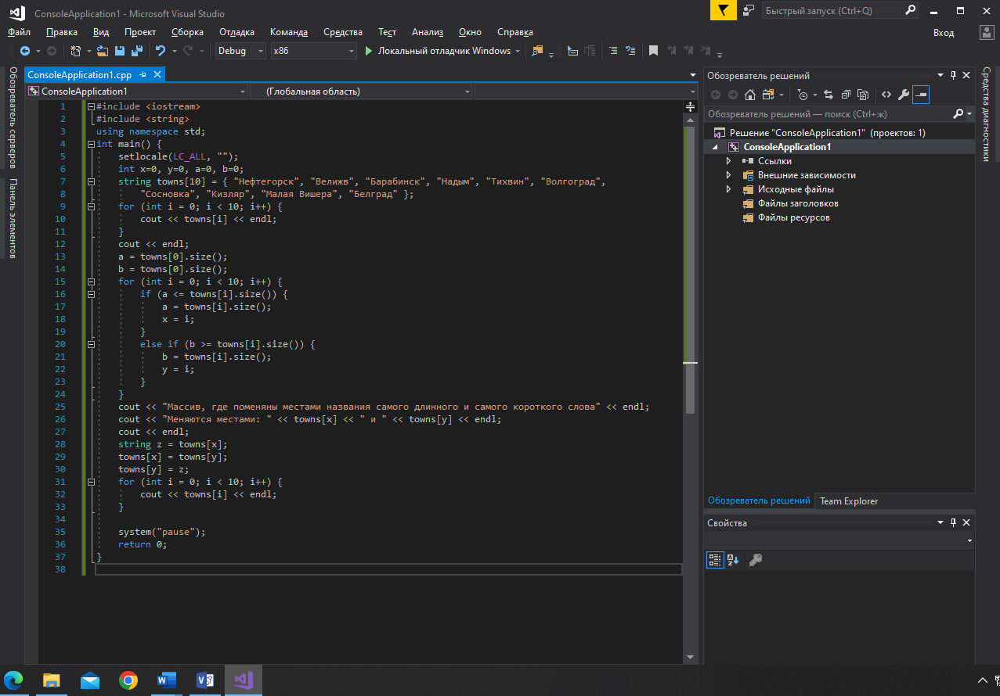 ConsoleApplication1 - Microsoft Visual Studio
Быстрый запуск (Ctrl+Q)
Файл Правка Вид Проект Сборка Отладка Команда Средства Тест Анализ Окно Справка
Вход
Debug x86 Локальный отладчик Windows
Обозреватель серверов
Панель элементов
ConsoleApplication1.cpp
ConsoleApplication1 (Глобальная область)
1 #include <iostream>
2 #include <string>
3 using namespace std;
4 int main() {
5 setlocale(LC_ALL, "");
6 int x=0, y=0, a=0, b=0;
7 string towns[10] = { "Нефтегорск", "Велижв", "Барабинск", "Надым", "Тихвин", "Волгоград",
8 "Сосновка", "Кизляр", "Малая Вишера", "Белград" };
9 for (int i = 0; i < 10; i++) {
10 cout << towns[i] << endl;
11 }
12 cout << endl;
13 a = towns[0].size();
14 b = towns[0].size();
15 for (int i = 0; i < 10; i++) {
16 if (a <= towns[i].size()) {
17 a = towns[i].size();
18 x = i;
19 }
20 else if (b >= towns[i].size()) {
21 b = towns[i].size();
22 y = i;
23 }
24 }
25 cout << "Массив, где поменяны местами названия самого длинного и самого короткого слова" << endl;
26 cout << "Меняются местами: " << towns[x] << " и " << towns[y] << endl;
27 cout << endl;
28 string z = towns[x];
29 towns[x] = towns[y];
30 towns[y] = z;
31 for (int i = 0; i < 10; i++) {
32 cout << towns[i] << endl;
33 }
34
35 system("pause");
36 return 0;
37 }
38
Обозреватель решений
Обозреватель решений — поиск (Ctrl+ж)
Решение "ConsoleApplication1" (проектов: 1)
ConsoleApplication1
Ссылки
Внешние зависимости
Исходные файлы
Файлы заголовков
Файлы ресурсов
Обозреватель решений Team Explorer
Свойства
Средства диагностики